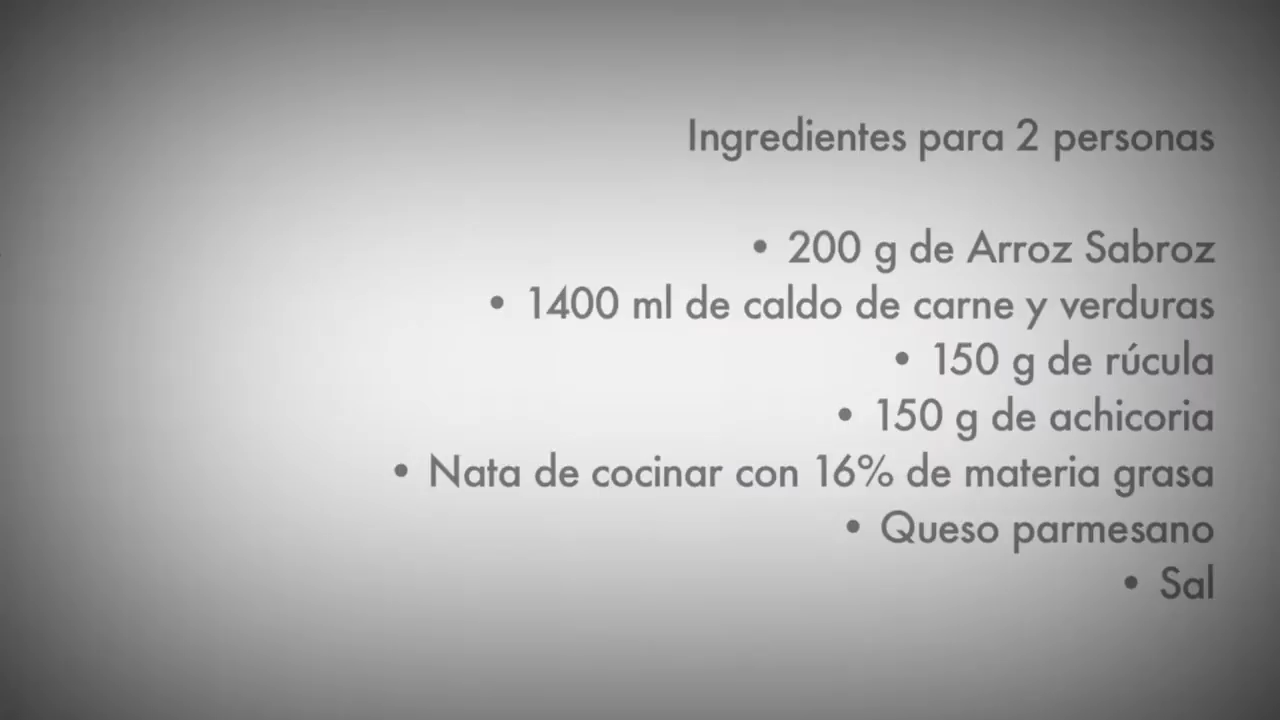 Ingredientes para 2 personas
• 200 g de Arroz Sabroz
• 1400 ml de caldo de carne y verduras
• 150 g de rúcula
• 150 g de achicoria
• Nata de cocinar con 16% de materia grasa
• Queso parmesano
• Sal